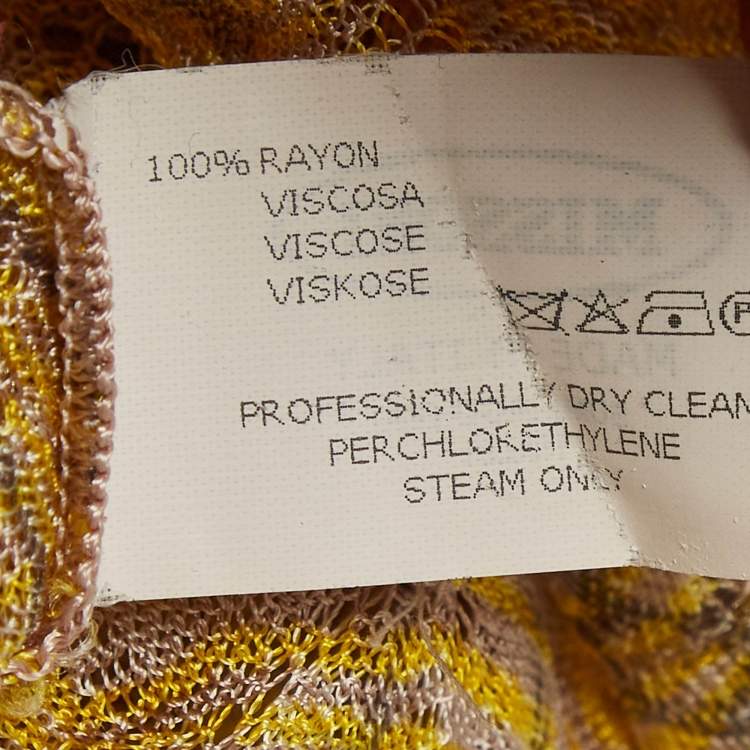 100% RAYON
VISCOSA
VISCOSE
VISKOSE
P
PROFESSIONALLY DRY CLEAN
PERCHLORETHYLENE
STEAM ONLY